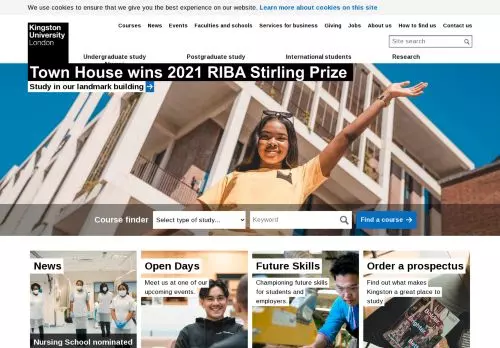 We use cookies to ensure that we give you the best experience on our website. Learn more about cookies on this site
Kingston
University
London
Courses News Events Faculties and schools Services for business Giving Jobs About us How to find us Contact us
Site search
Undergraduate study Postgraduate study International students Research
Town House wins 2021 RIBA Stirling Prize
Study in our landmark building
Course finder Select type of study... Keyword Find a course
News
Nursing School nominated
Open Days
Meet us at one of our
upcoming events.
Future Skills
Championing future skills
for students and
employers.
Order a prospectus
Find out what makes
Kingston a great place to
study